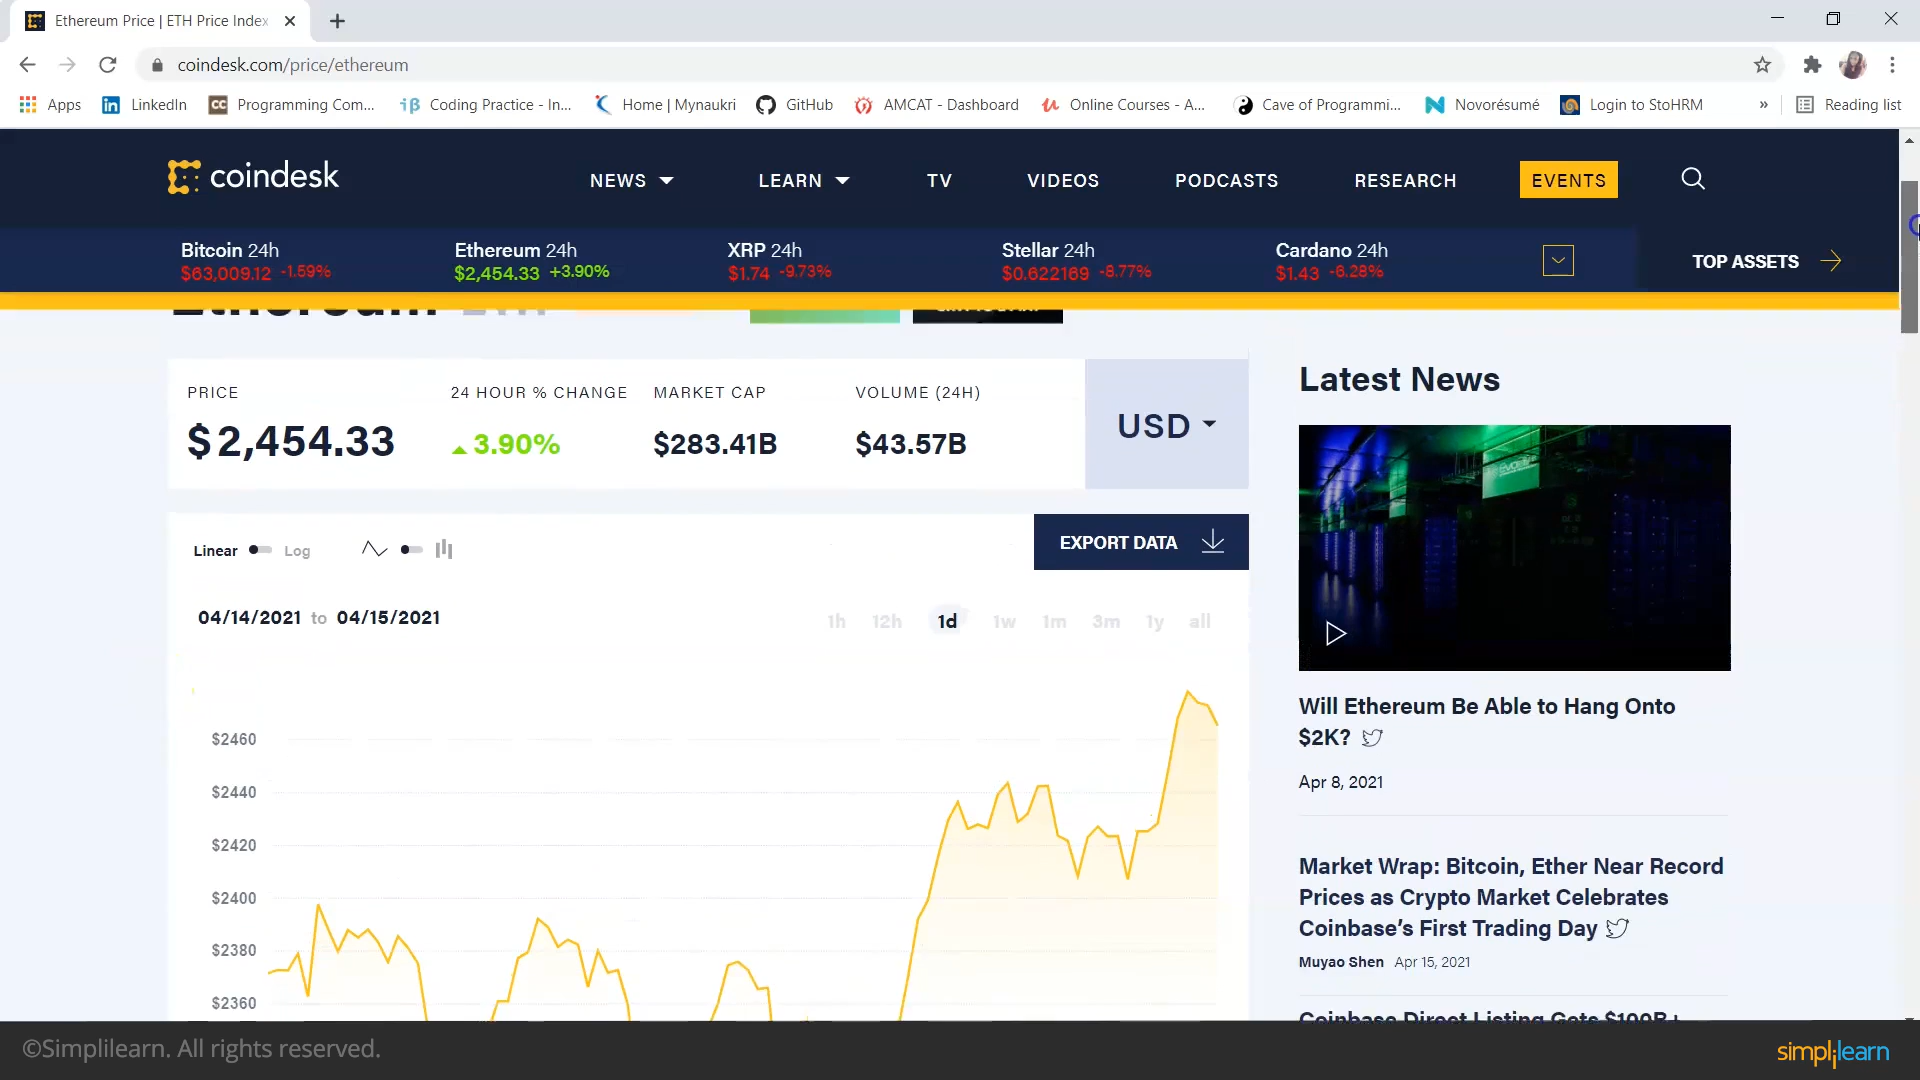 Ethereum Price | ETH Price Index
coindesk.com/price/ethereum
Apps LinkedIn Programming Com... Coding Practice - In... Home | Mynaukri GitHub AMCAT - Dashboard Online Courses - A... Cave of Programmi... Novorésumé Login to StoHRM » Reading list
coindesk NEWS LEARN TV VIDEOS PODCASTS RESEARCH EVENTS
Bitcoin 24h Ethereum 24h XRP 24h Stellar 24h Cardano 24h
TOP ASSETS
$63,009.12 -1.59% $2,454.33 +3.90% $1.74 -9.73% $0.622169 -8.77% $1.43 -6.28%
Ethereum ETH
PRICE 24 HOUR % CHANGE MARKET CAP VOLUME (24H)
$2,454.33 3.90% $283.41B $43.57B
USD
Linear Log
EXPORT DATA
04/14/2021 to 04/15/2021
1h 12h 1d 1w 1m 3m 1y all
$2460
$2440
$2420
$2400
$2380
$2360
Latest News
Will Ethereum Be Able to Hang Onto
$2K?
Apr 8, 2021
Market Wrap: Bitcoin, Ether Near Record
Prices as Crypto Market Celebrates
Coinbase’s First Trading Day
Muyao Shen Apr 15, 2021
Coinbase Direct Listing Gets $100B+
©Simplilearn. All rights reserved.
simplilearn